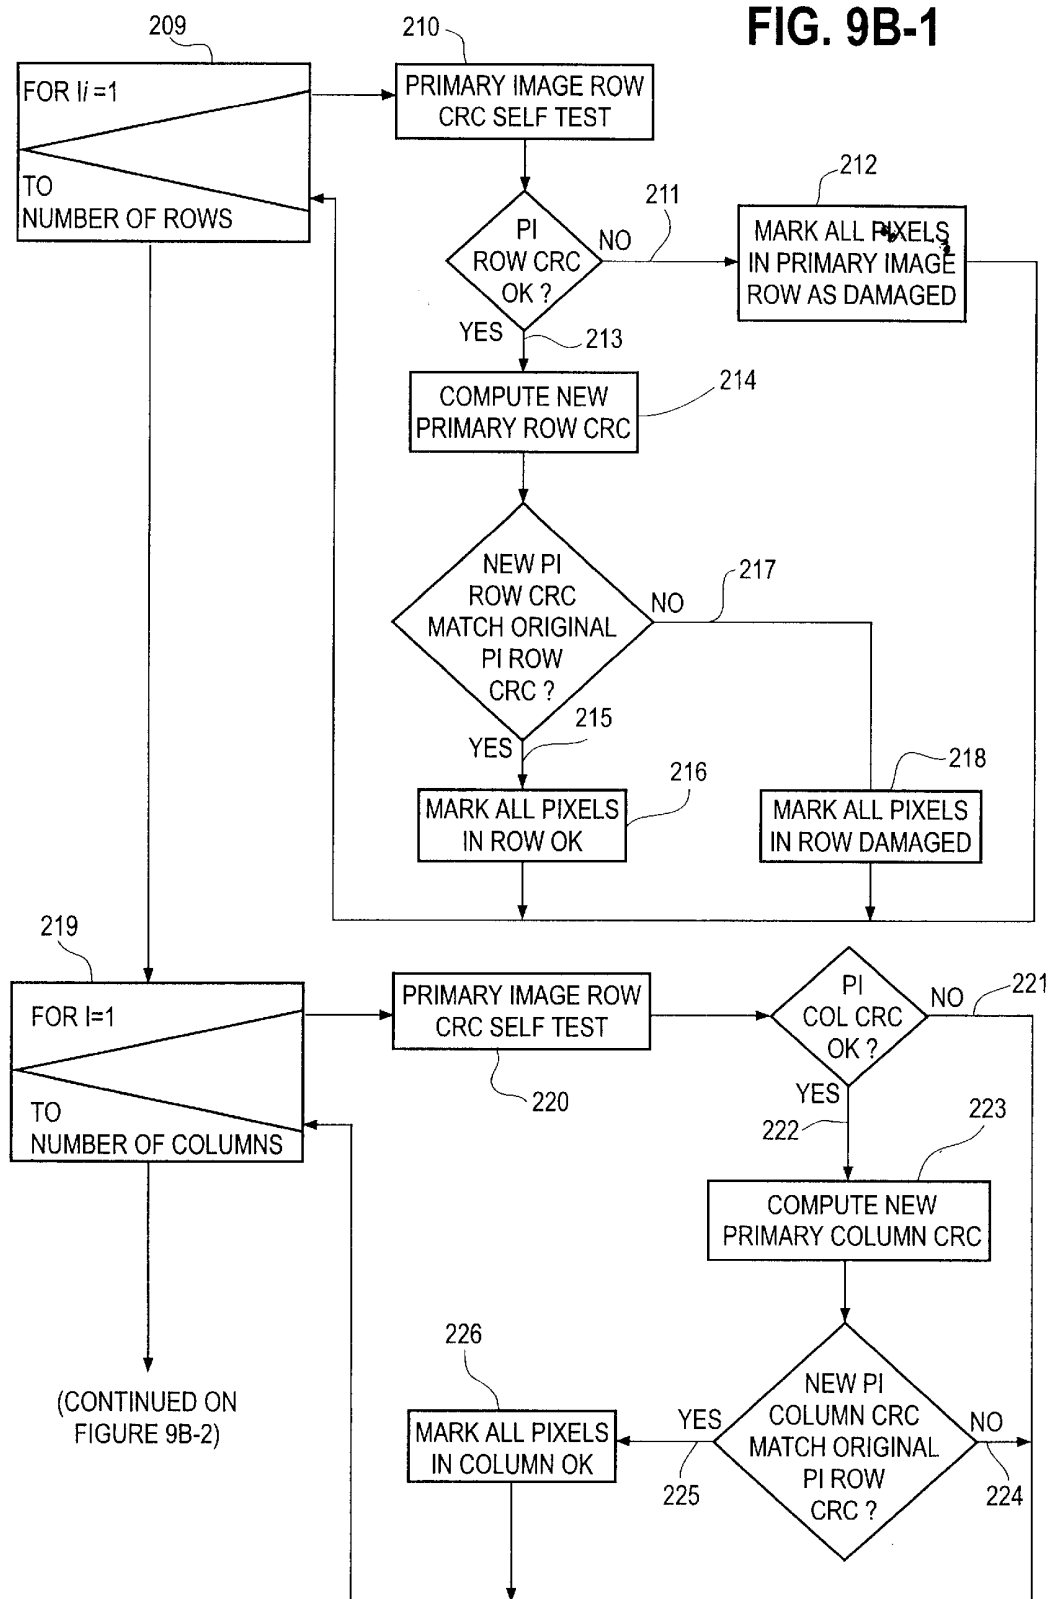 FIG. 9B-1
209
FOR Ii =1
TO
NUMBER OF ROWS
210
PRIMARY IMAGE ROW
CRC SELF TEST
PI
ROW CRC
OK ?
NO
211
212
MARK ALL PIXELS
IN PRIMARY IMAGE
ROW AS DAMAGED
YES
213
COMPUTE NEW
PRIMARY ROW CRC
214
NEW PI
ROW CRC
MATCH ORIGINAL
PI ROW
CRC ?
NO
217
YES
215
MARK ALL PIXELS
IN ROW OK
216
218
MARK ALL PIXELS
IN ROW DAMAGED
219
FOR I=1
TO
NUMBER OF COLUMNS
PRIMARY IMAGE ROW
CRC SELF TEST
220
PI
COL CRC
OK ?
NO
221
YES
222
223
COMPUTE NEW
PRIMARY COLUMN CRC
NEW PI
COLUMN CRC
MATCH ORIGINAL
PI ROW
CRC ?
NO
224
YES
225
226
MARK ALL PIXELS
IN COLUMN OK
(CONTINUED ON
FIGURE 9B-2)